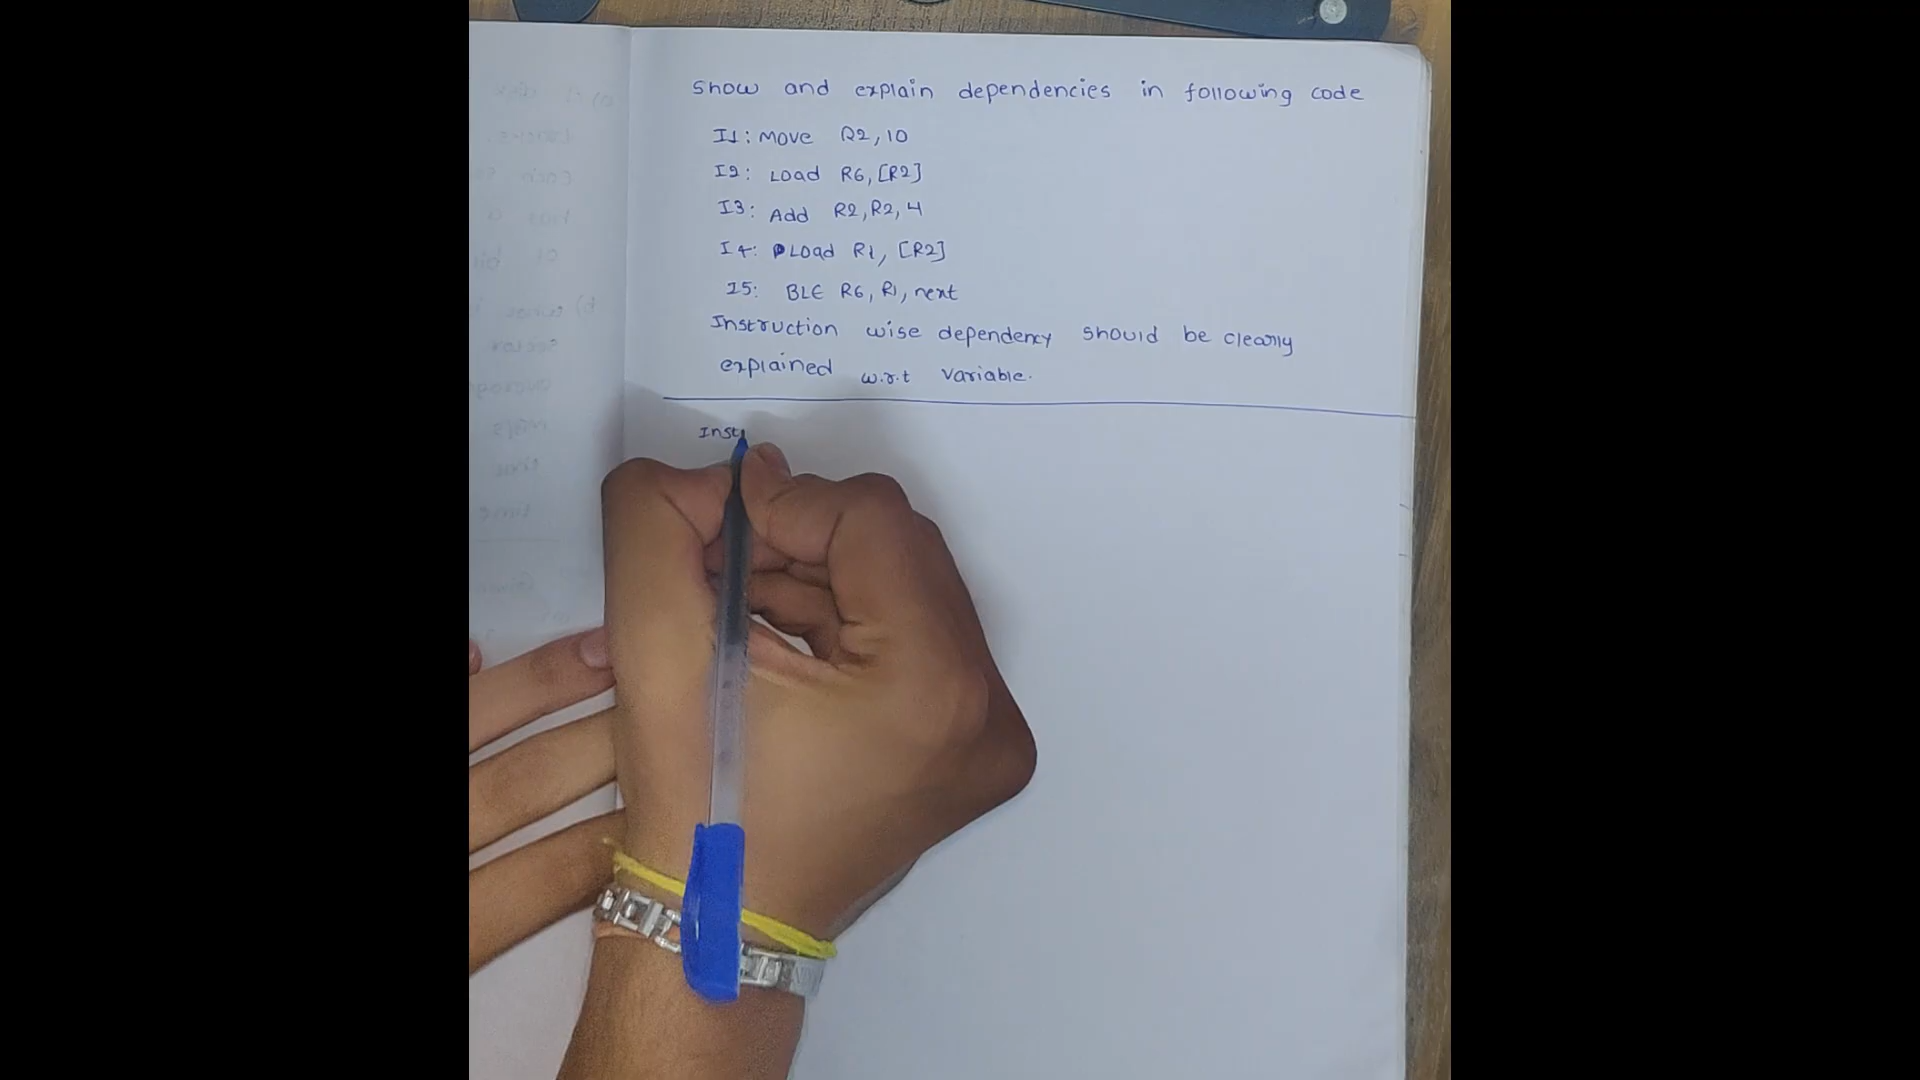 Show and explain dependencies in following code
I1: Move R2, 10
I2: Load R6, [R2]
I3: Add R2, R2, 4
I4: Load R1, [R2]
I5: BLE R6, R1, next
Instruction wise dependency should be clearly
explained w.r.t variable.
Inst